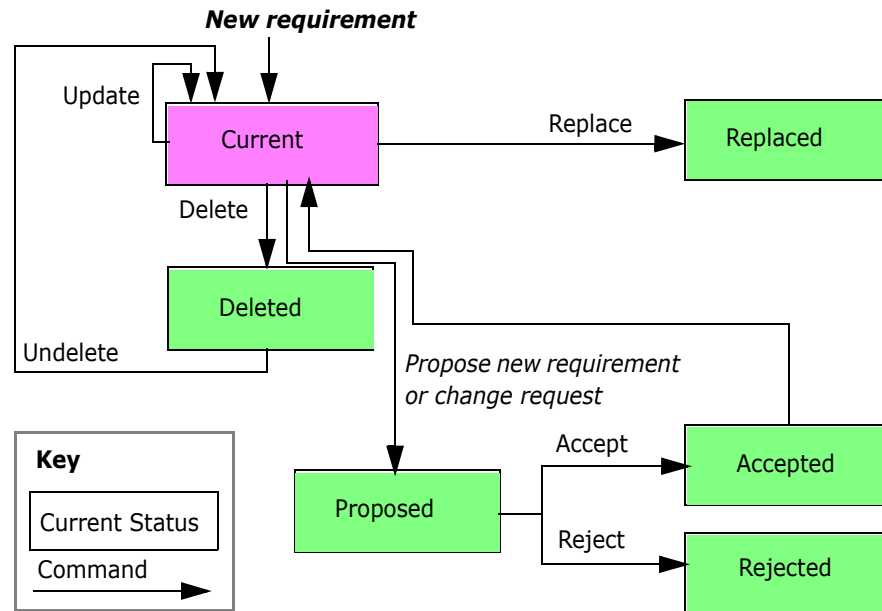 New requirement
Update
Current
Replace
Replaced
Delete
Deleted
Undelete
Propose new requirement
or change request
Key
Current Status
Command
Proposed
Accept
Accepted
Reject
Rejected